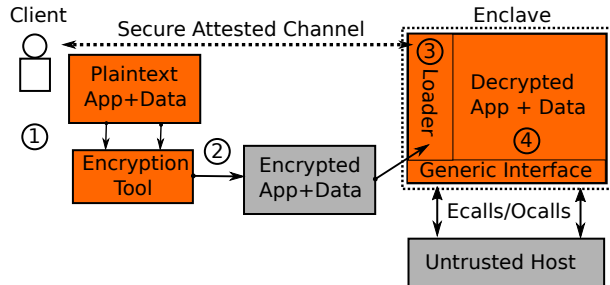 Client
Enclave
Secure Attested Channel
Plaintext
App+Data
3
Loader
Decrypted
App + Data
4
1
Encryption
Tool
2
Encrypted
App+Data
Generic Interface
Ecalls/Ocalls
Untrusted Host